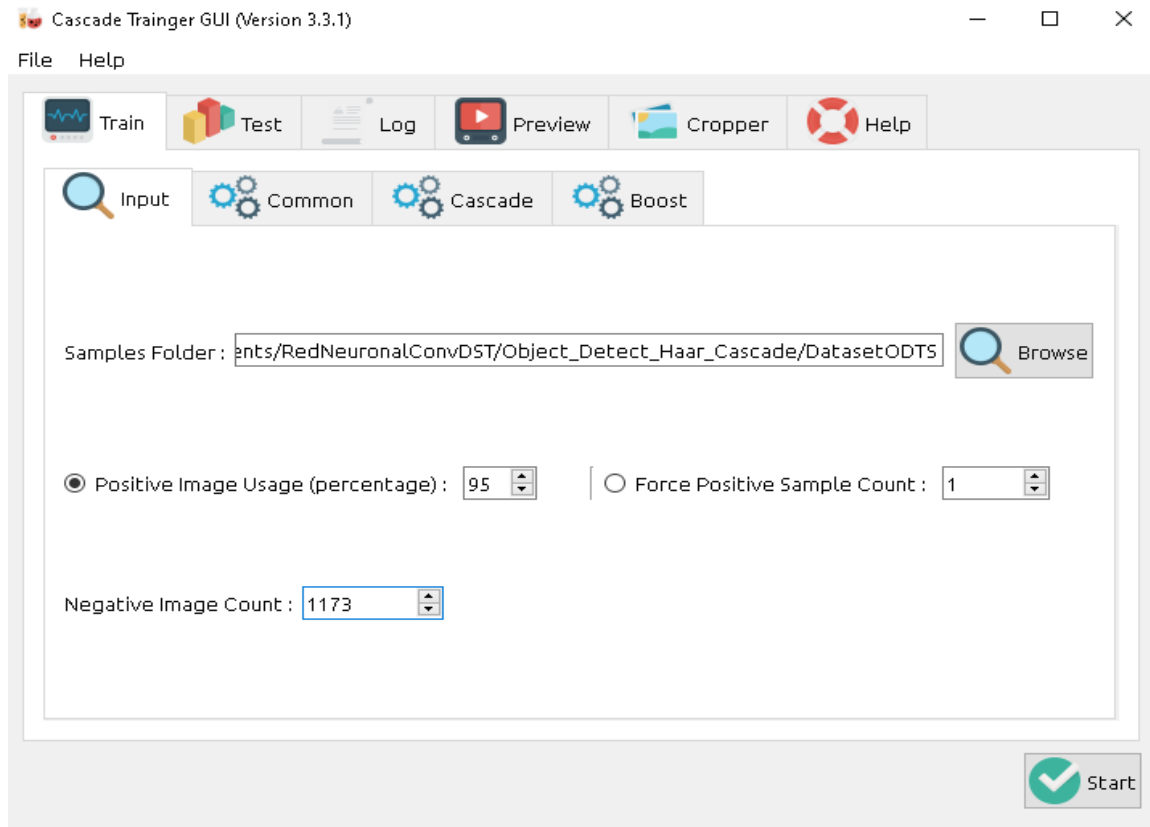 Cascade Trainger GUI (Version 3.3.1)
File Help
Train Test Log Preview Cropper Help
Input Common Cascade Boost
Samples Folder : ents/RedNeuronalConvDST/Object_Detect_Haar_Cascade/DatasetODTS Browse
Positive Image Usage (percentage) : 95 Force Positive Sample Count : 1
Negative Image Count : 1173
Start